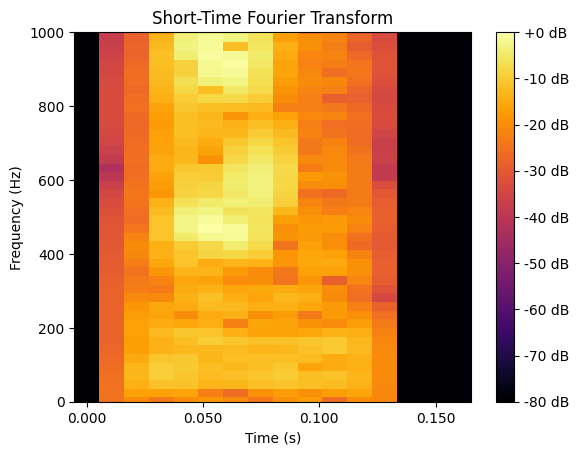 Short-Time Fourier Transform
1000
800
600
400
200
0
Frequency (Hz)
0.000
0.050
0.100
0.150
Time (s)
+0 dB
-10 dB
-20 dB
-30 dB
-40 dB
-50 dB
-60 dB
-70 dB
-80 dB